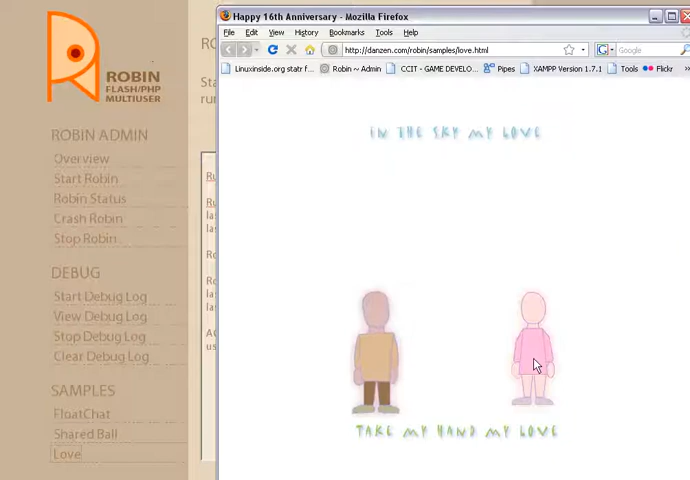 ROBIN
FLASH/PHP
MULTIUSER
ROBIN ADMIN
Overview
Start Robin
Robin Status
Crash Robin
Stop Robin
DEBUG
Start Debug Log
View Debug Log
Stop Debug Log
Clear Debug Log
SAMPLES
FloatChat
Shared Ball
Love
Happy 16th Anniversary - Mozilla Firefox
File Edit View History Bookmarks Tools Help
http://danzen.com/robin/samples/love.html
Google
Linuxinside.org statr f... Robin ~ Admin CCIT - GAME DEVELO... Pipes XAMPP Version 1.7.1 Tools Flickr
IN THE SKY MY LOVE
TAKE MY HAND MY LOVE